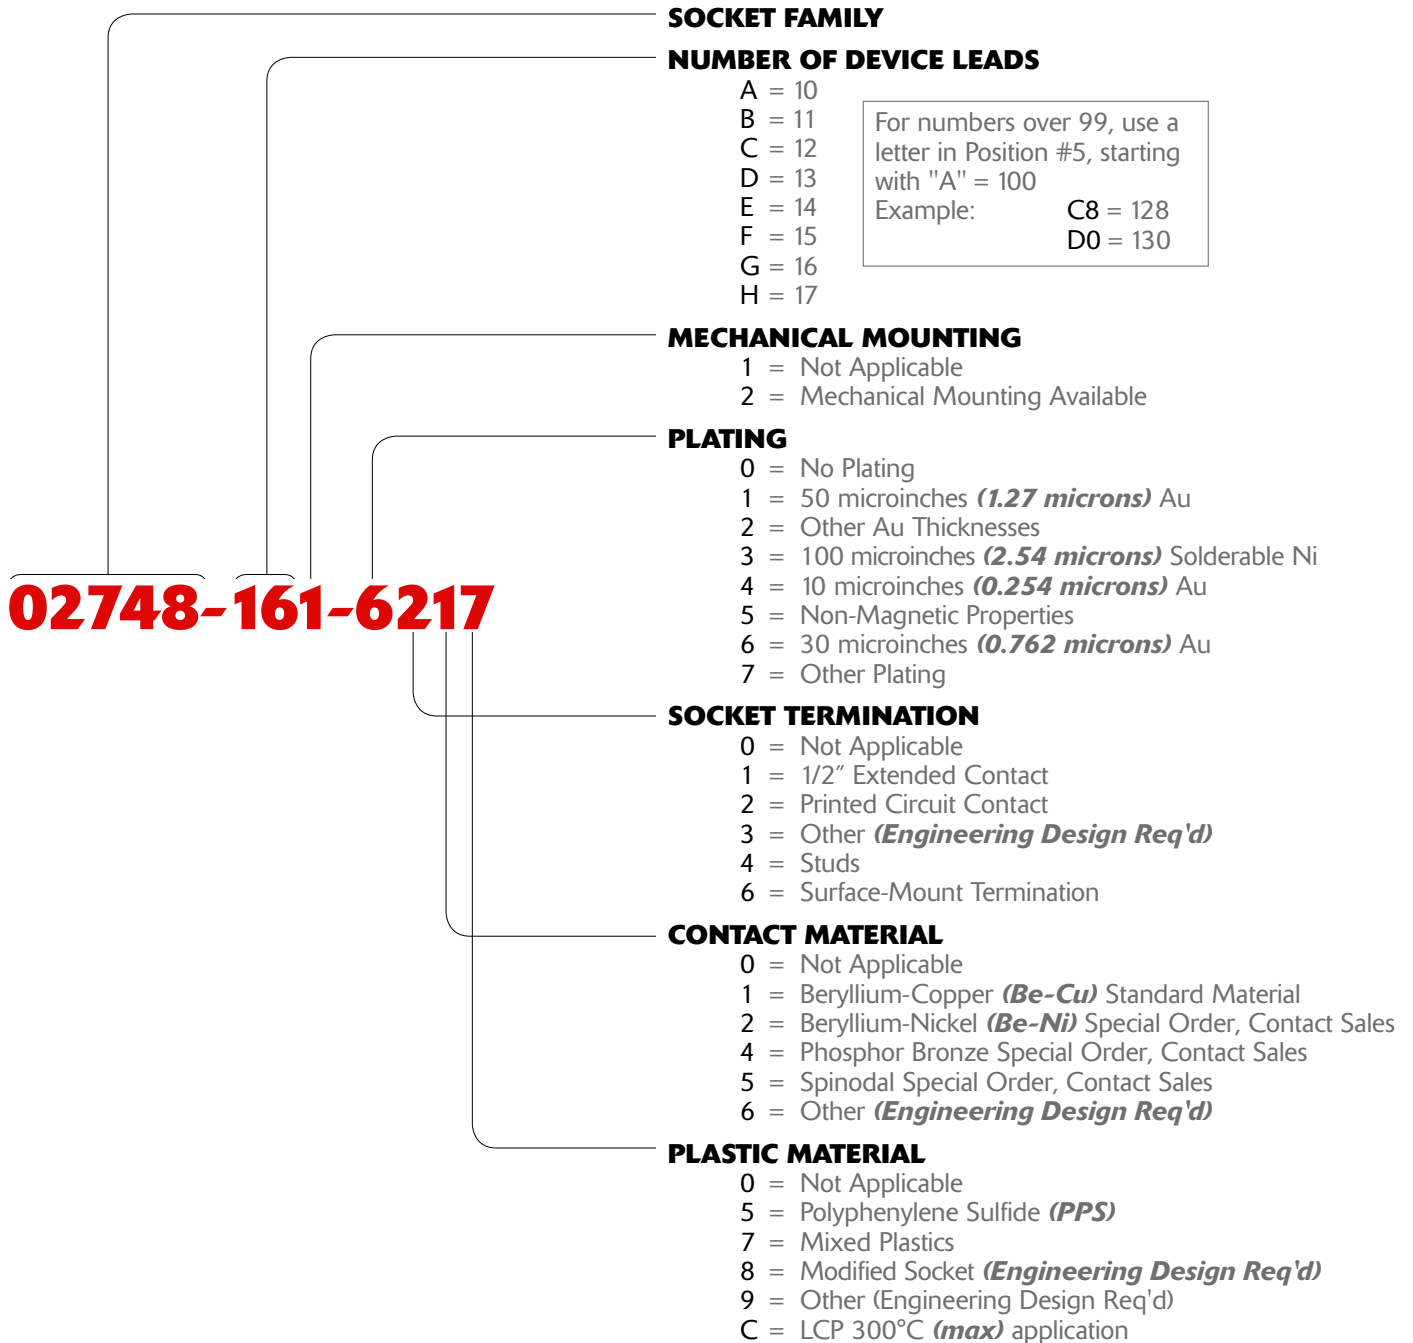 SOCKET FAMILY
NUMBER OF DEVICE LEADS
A = 10
B = 11
C = 12
D = 13
E = 14
F = 15
G = 16
H = 17
For numbers over 99, use a
letter in Position #5, starting
with "A" = 100
Example: C8 = 128
D0 = 130
MECHANICAL MOUNTING
1 = Not Applicable
2 = Mechanical Mounting Available
PLATING
0 = No Plating
1 = 50 microinches (1.27 microns) Au
2 = Other Au Thicknesses
3 = 100 microinches (2.54 microns) Solderable Ni
4 = 10 microinches (0.254 microns) Au
5 = Non-Magnetic Properties
6 = 30 microinches (0.762 microns) Au
7 = Other Plating
02748-161-6217
SOCKET TERMINATION
0 = Not Applicable
1 = 1/2″ Extended Contact
2 = Printed Circuit Contact
3 = Other (Engineering Design Req'd)
4 = Studs
6 = Surface-Mount Termination
CONTACT MATERIAL
0 = Not Applicable
1 = Beryllium-Copper (Be-Cu) Standard Material
2 = Beryllium-Nickel (Be-Ni) Special Order, Contact Sales
4 = Phosphor Bronze Special Order, Contact Sales
5 = Spinodal Special Order, Contact Sales
6 = Other (Engineering Design Req'd)
PLASTIC MATERIAL
0 = Not Applicable
5 = Polyphenylene Sulfide (PPS)
7 = Mixed Plastics
8 = Modified Socket (Engineering Design Req'd)
9 = Other (Engineering Design Req'd)
C = LCP 300°C (max) application